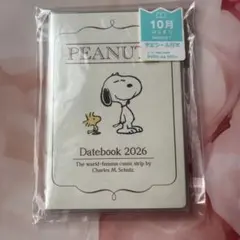 10月
PEANUTS
Datebook 2026
The world-famous comic strip by
Charles M. Schulz